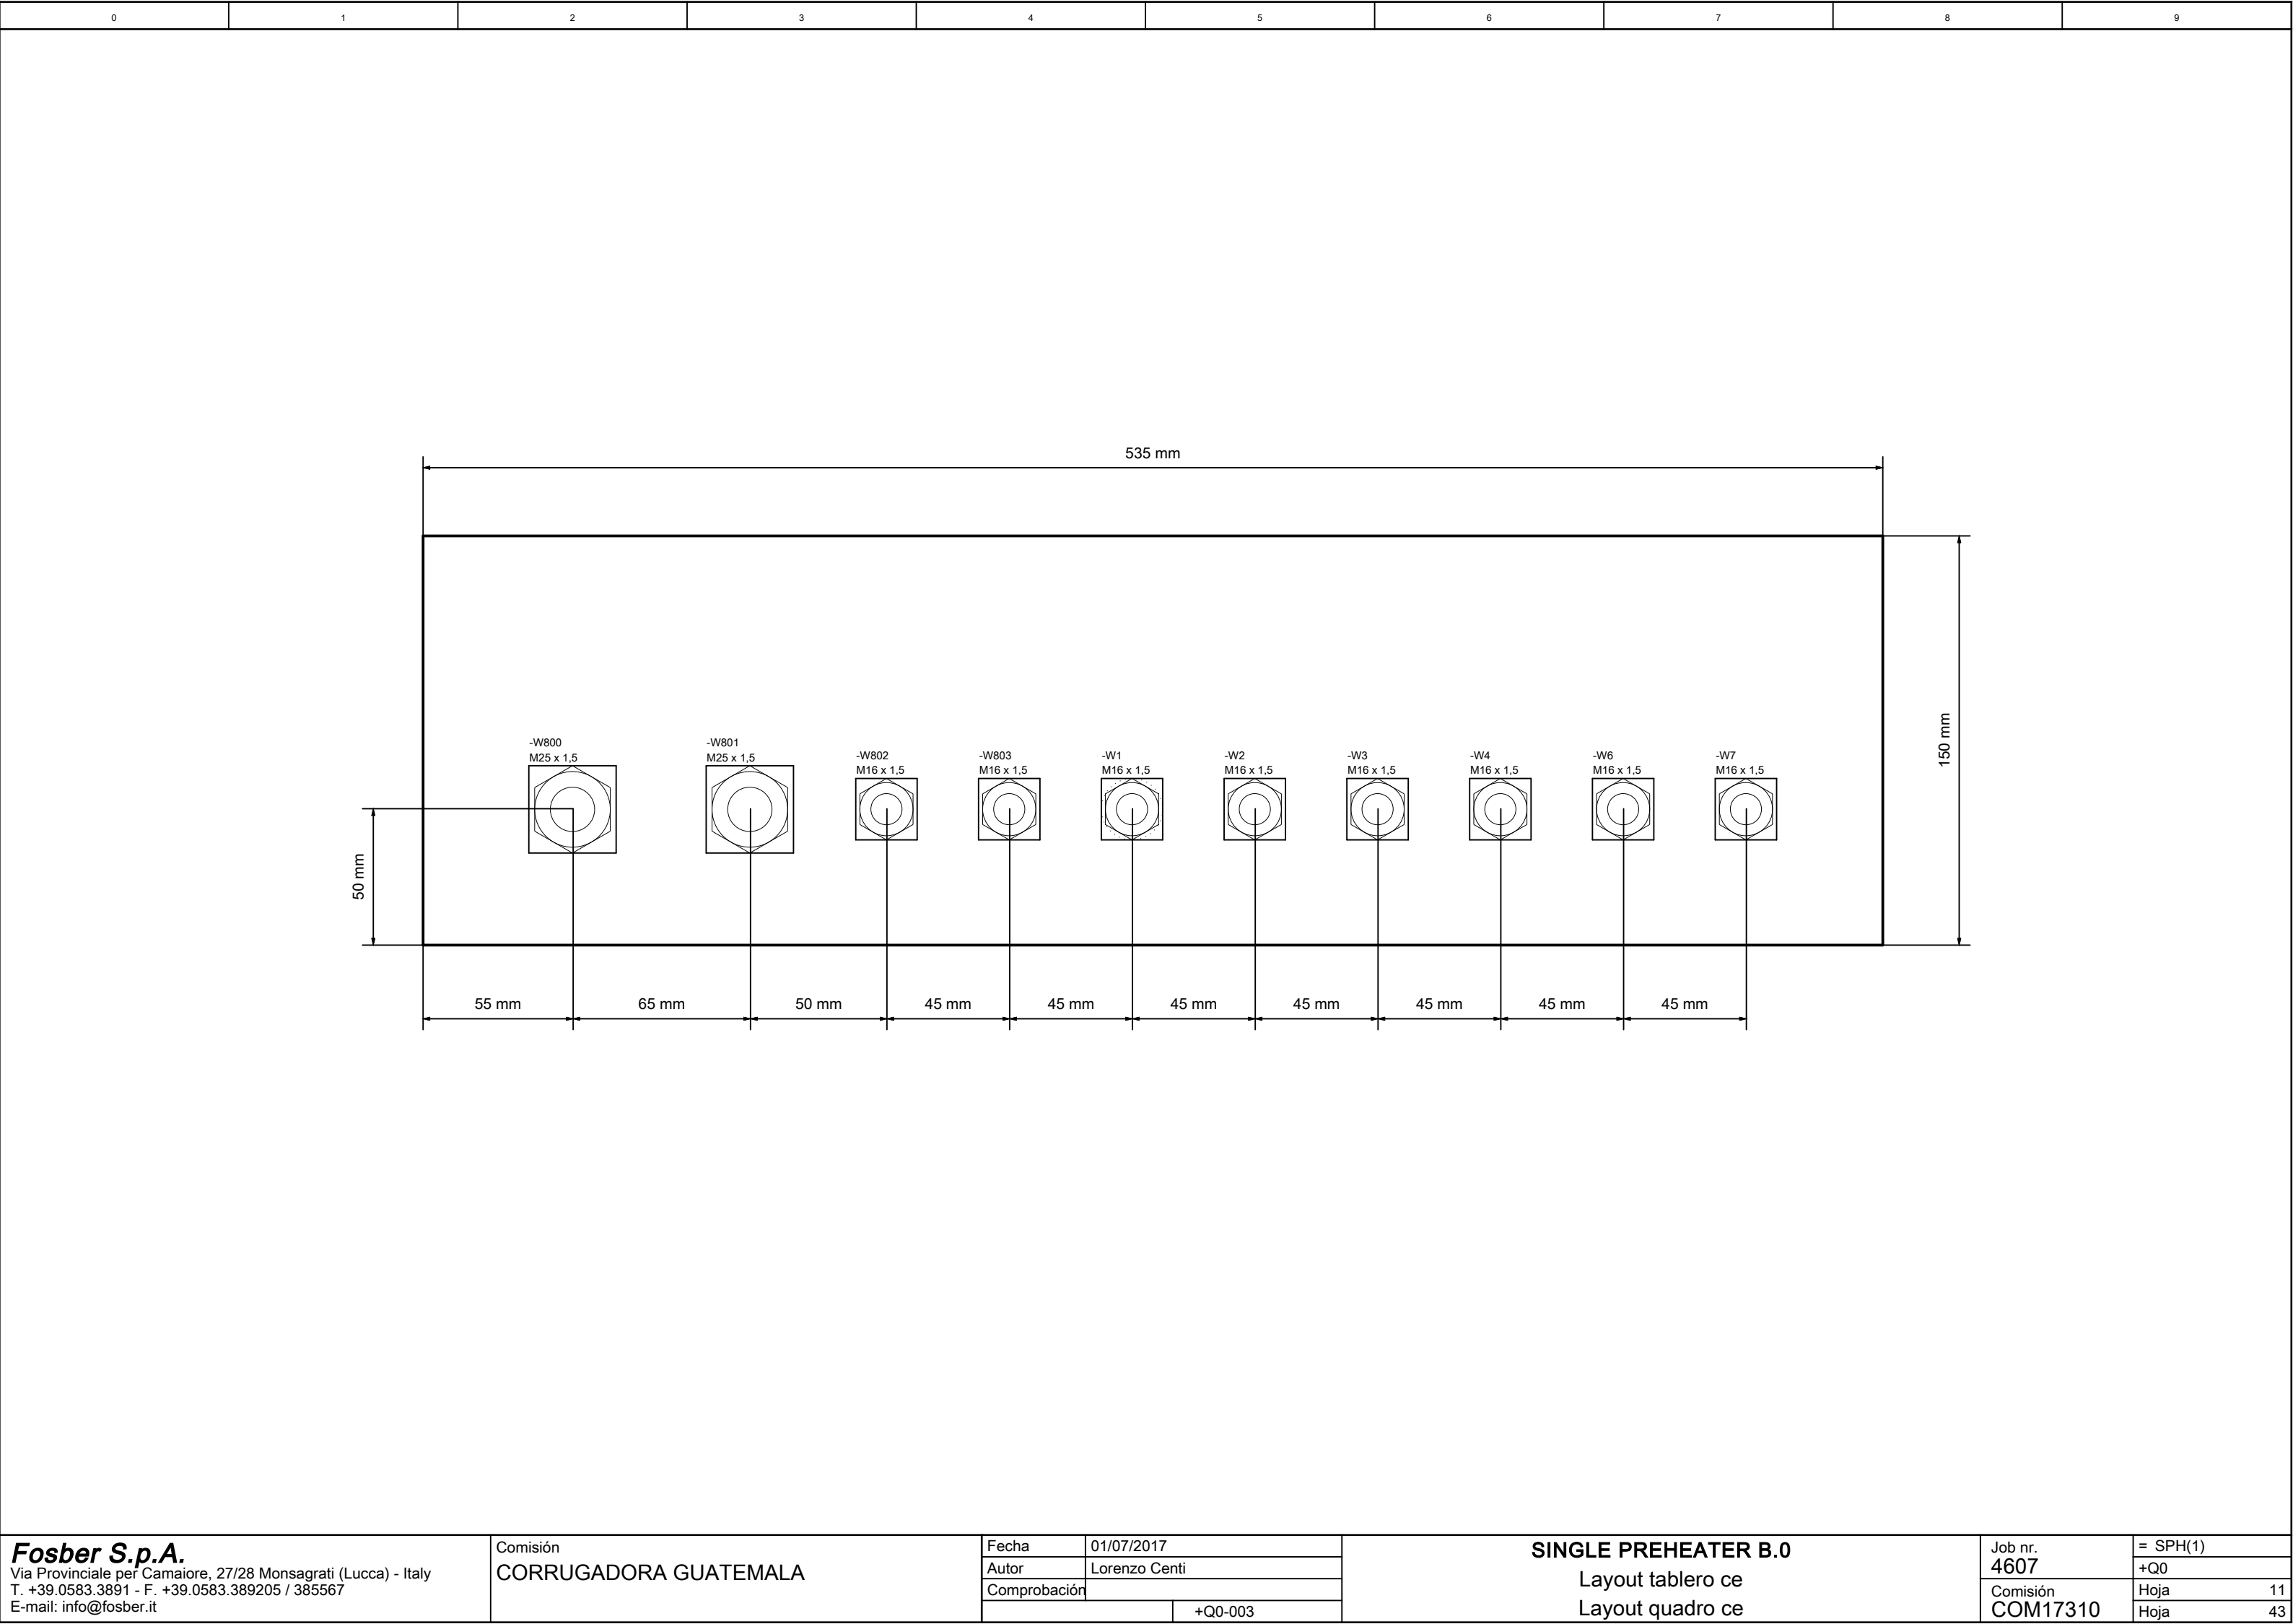 0 1 2 3 4 5 6 7 8 9
535 mm
150 mm
-W800
M25 x 1,5
-W801
M25 x 1,5
-W802
M16 x 1,5
-W803
M16 x 1,5
-W1
M16 x 1,5
-W2
M16 x 1,5
-W3
M16 x 1,5
-W4
M16 x 1,5
-W6
M16 x 1,5
-W7
M16 x 1,5
50 mm
55 mm 65 mm 50 mm 45 mm 45 mm 45 mm 45 mm 45 mm 45 mm 45 mm
Fosber S.p.A.
Via Provinciale per Camaiore, 27/28 Monsagrati (Lucca) - Italy
T. +39.0583.3891 - F. +39.0583.389205 / 385567
E-mail: info@fosber.it
Comisión
CORRUGADORA GUATEMALA
Fecha 01/07/2017
Autor Lorenzo Centi
Comprobación
+Q0-003
SINGLE PREHEATER B.0
Layout tablero ce
Layout quadro ce
Job nr.
4607
Comisión
COM17310
= SPH(1)
+Q0
Hoja 11
Hoja 43